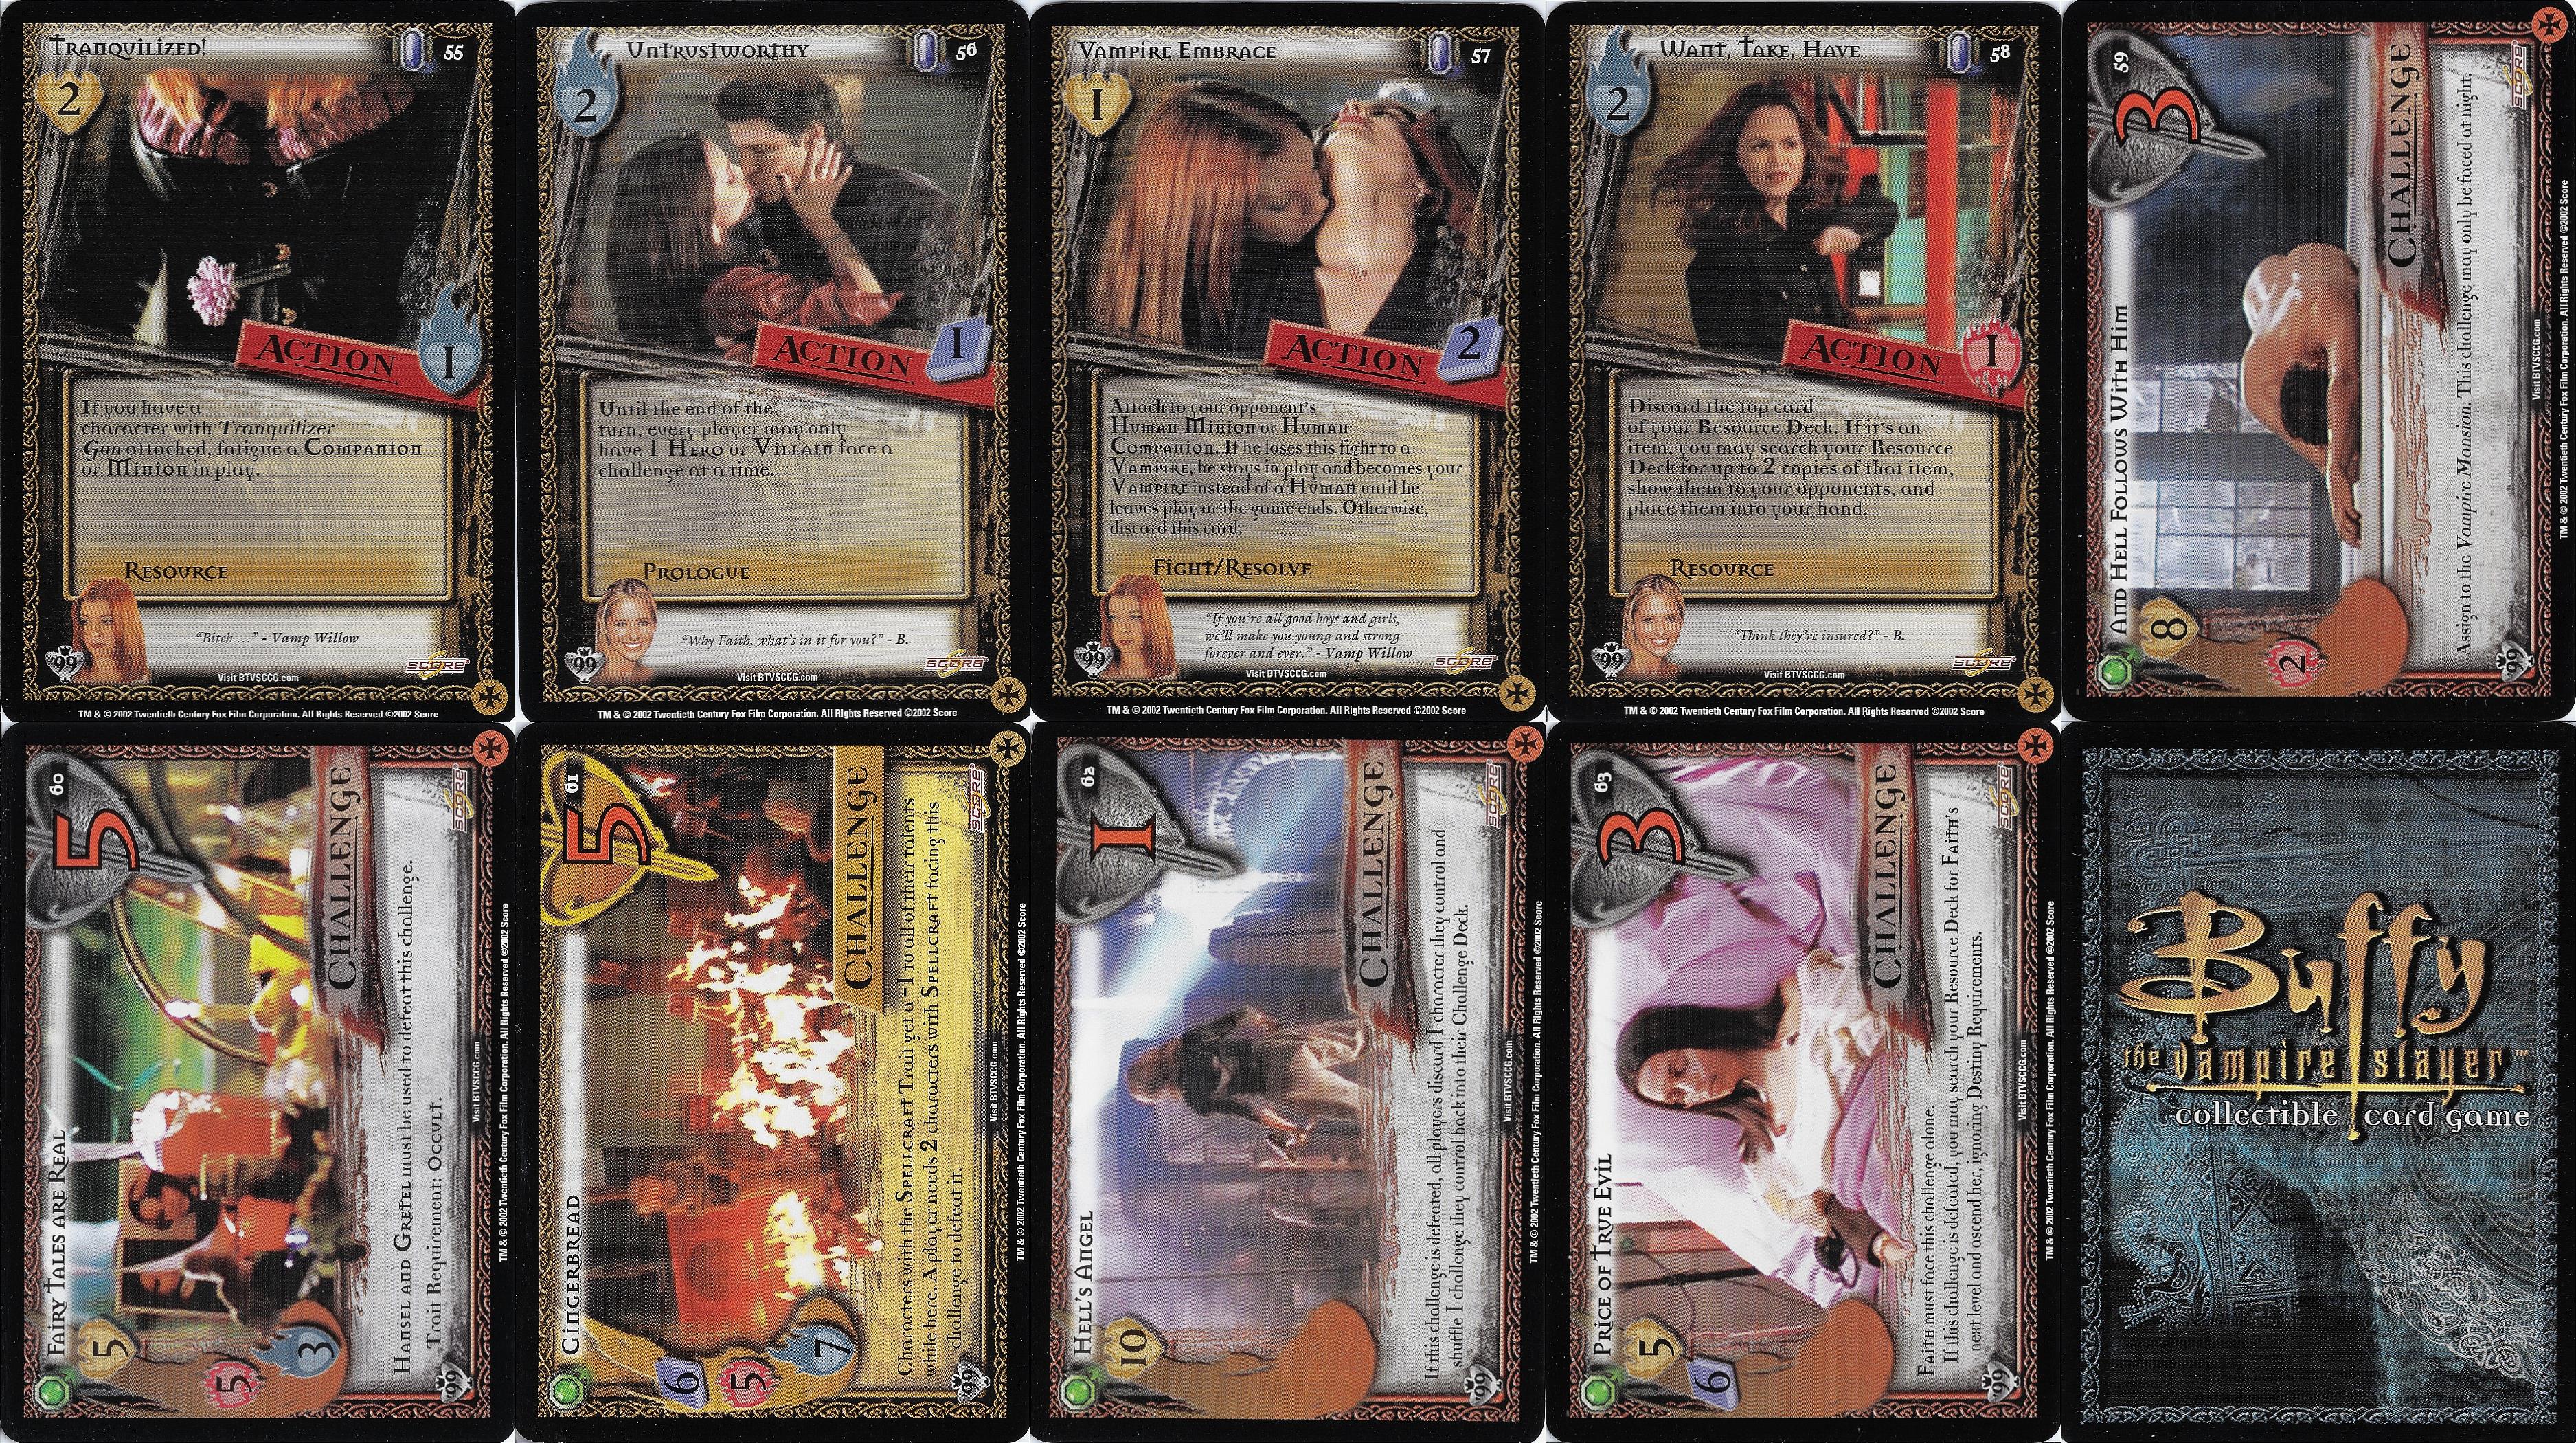 Tranquilized!
55
2
Action
1
If you have a
character with Tranquilizer
Gun attached, fatigue a Companion
or Minion in play.
Resource
"Bitch ..." - Vamp Willow
'99
SCORE
Visit BTVSCCG.com
TM & © 2002 Twentieth Century Fox Film Corporation. All Rights Reserved ©2002 Score
Untrustworthy
56
2
Action
1
Until the end of the
turn, every player may only
have 1 Hero or Villain face a
challenge at a time.
Prologue
"Why Faith, what's in it for you?" - B.
'99
SCORE
Visit BTVSCCG.com
TM & © 2002 Twentieth Century Fox Film Corporation. All Rights Reserved ©2002 Score
Vampire Embrace
57
1
Action
2
Attach to your opponent's
Human Minion or Human
Companion. If he loses this fight to a
Vampire, he stays in play and becomes your
Vampire instead of a Human until he
leaves play or the game ends. Otherwise,
discard this card.
Fight/Resolve
"If you're all good boys and girls,
we'll make you young and strong
forever and ever." - Vamp Willow
'99
SCORE
Visit BTVSCCG.com
TM & © 2002 Twentieth Century Fox Film Corporation. All Rights Reserved ©2002 Score
Want, Take, Have
58
2
Action
1
Discard the top card
of your Resource Deck. If it's an
item, you may search your Resource
Deck for up to 2 copies of that item,
show them to your opponents, and
place them into your hand.
Resource
"Think they're insured?" - B.
'99
SCORE
Visit BTVSCCG.com
TM & © 2002 Twentieth Century Fox Film Corporation. All Rights Reserved ©2002 Score
And Hell Follows With Him
59
3
8
2
Challenge
Assign to the Vampire Mansion. This challenge may only be faced at night.
'99
SCORE
Visit BTVSCCG.com
TM & © 2002 Twentieth Century Fox Film Corporation. All Rights Reserved ©2002 Score
Fairy Tales are Real
60
5
5
5
3
Challenge
Hansel and Gretel must be used to defeat this challenge.
Trait Requirement: Occult.
'99
SCORE
Visit BTVSCCG.com
TM & © 2002 Twentieth Century Fox Film Corporation. All Rights Reserved ©2002 Score
Gingerbread
61
5
6
5
7
Challenge
Characters with the Spellcraft Trait get a -1 to all of their talents
while here. A player needs 2 characters with Spellcraft facing this
challenge to defeat it.
'99
SCORE
Visit BTVSCCG.com
TM & © 2002 Twentieth Century Fox Film Corporation. All Rights Reserved ©2002 Score
Hell's Angel
62
1
10
Challenge
If this challenge is defeated, all players discard 1 character they control and
shuffle 1 challenge they control back into their Challenge Deck.
'99
SCORE
Visit BTVSCCG.com
TM & © 2002 Twentieth Century Fox Film Corporation. All Rights Reserved ©2002 Score
Price of True Evil
63
3
5
6
Challenge
Faith must face this challenge alone.
If this challenge is defeated, you may search your Resource Deck for Faith's
next level and ascend her, ignoring Destiny Requirements.
'99
SCORE
Visit BTVSCCG.com
TM & © 2002 Twentieth Century Fox Film Corporation. All Rights Reserved ©2002 Score
Buffy
the vampire slayer™
collectible card game